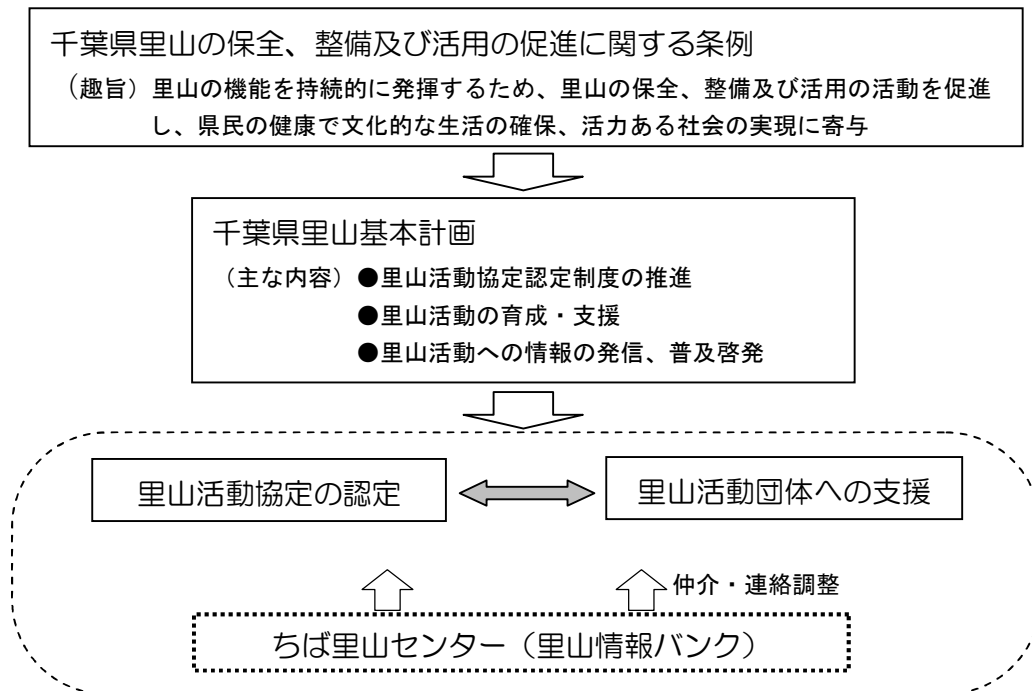 千葉県里山の保全、整備及び活用の促進に関する条例
（趣旨）里山の機能を持続的に発揮するため、里山の保全、整備及び活用の活動を促進
し、県民の健康で文化的な生活の確保、活力ある社会の実現に寄与
千葉県里山基本計画
（主な内容）●里山活動協定認定制度の推進
●里山活動の育成・支援
●里山活動への情報の発信、普及啓発
里山活動協定の認定
里山活動団体への支援
仲介・連絡調整
ちば里山センター（里山情報バンク）